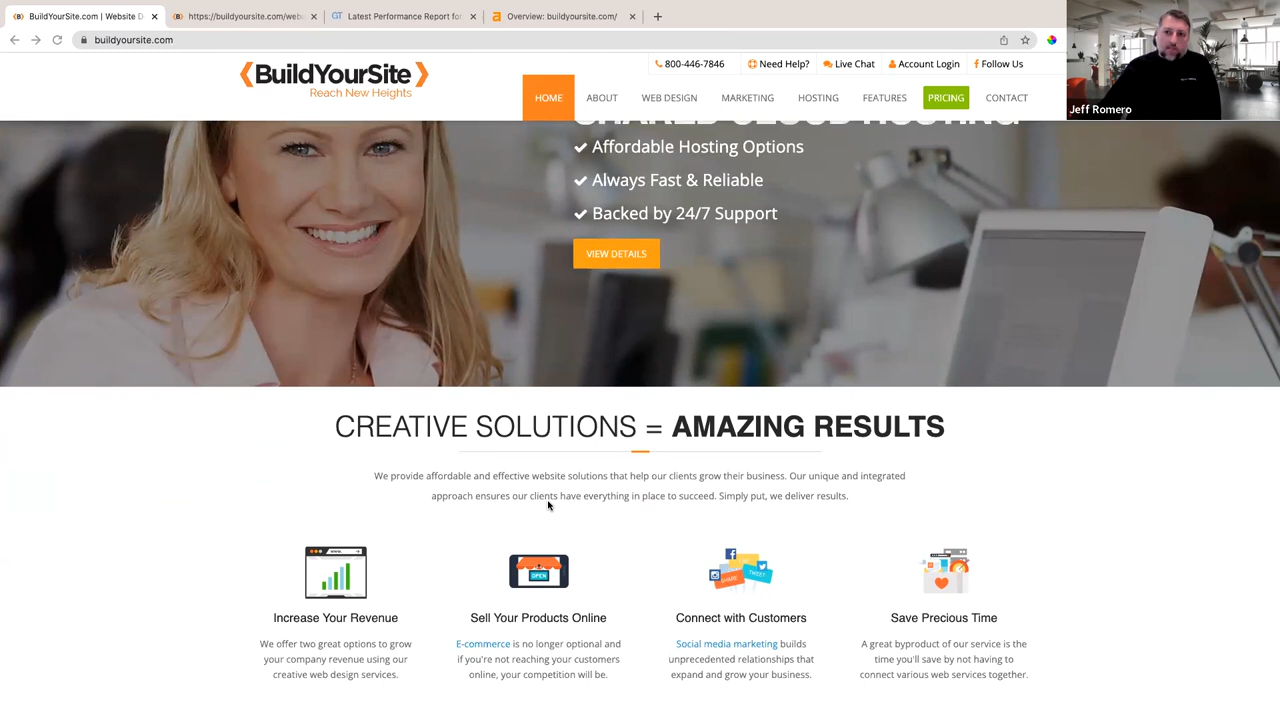 BuildYourSite.com | Website D
https://buildyoursite.com/webs
Latest Performance Report for
Overview: buildyoursite.com/
buildyoursite.com
Jeff Romero
800-446-7846
Need Help?
Live Chat
Account Login
Follow Us
BuildYourSite
Reach New Heights
HOME
ABOUT
WEB DESIGN
MARKETING
HOSTING
FEATURES
PRICING
CONTACT
SHARED CLOUD HOSTING
Affordable Hosting Options
Always Fast & Reliable
Backed by 24/7 Support
VIEW DETAILS
CREATIVE SOLUTIONS = AMAZING RESULTS
We provide affordable and effective website solutions that help our clients grow their business. Our unique and integrated
approach ensures our clients have everything in place to succeed. Simply put, we deliver results.
OPEN
SHARE
TWEET
Increase Your Revenue
We offer two great options to grow
your company revenue using our
creative web design services.
Sell Your Products Online
E-commerce is no longer optional and
if you're not reaching your customers
online, your competition will be.
Connect with Customers
Social media marketing builds
unprecedented relationships that
expand and grow your business.
Save Precious Time
A great byproduct of our service is the
time you'll save by not having to
connect various web services together.